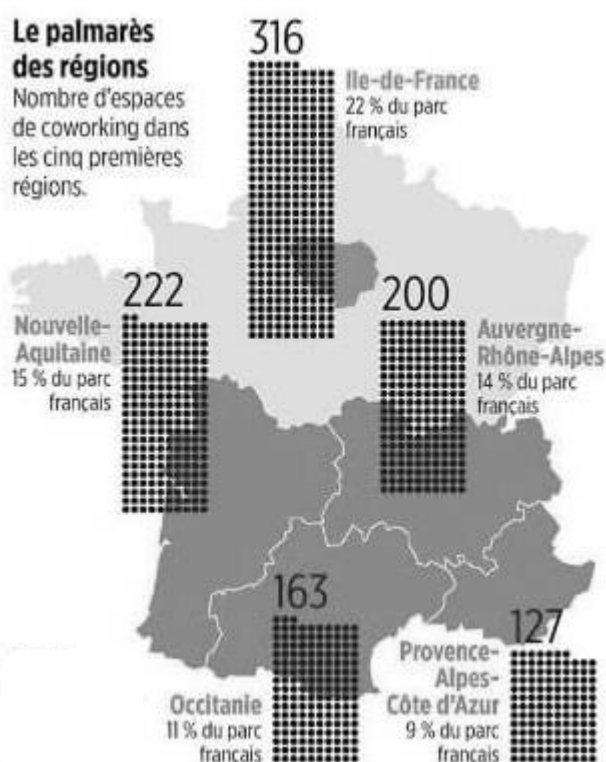 Le palmarès
des régions
Nombre d'espaces
de coworking dans
les cinq premières
régions.
316
Ile-de-France
22 % du parc
français
222
Nouvelle-
Aquitaine
15 % du parc
français
200
Auvergne-
Rhône-Alpes
14 % du parc
français
163
Occitanie
11 % du parc
français
127
Provence-
Alpes-
Côte d'Azur
9 % du parc
français